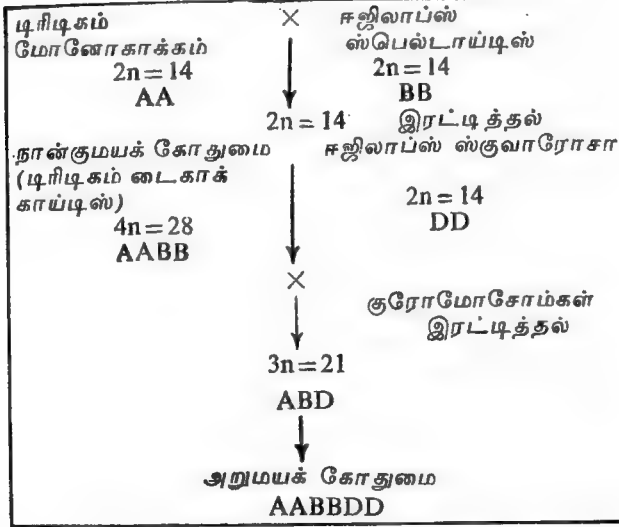 டிரிடிகம் × ஈஜிலாப்ஸ்
மோனோகாக்கம் ஸ்பெல்டாய்டிஸ்
2n=14 2n=14
AA BB
2n=14 இரட்டித்தல்
நான்குமயக் கோதுமை ஈஜிலாப்ஸ் ஸ்குவாரோசா
(டிரிடிகம் டைகாக்
காய்டிஸ்) 2n=14
4n=28 DD
AABB
×
குரோமோசோம்கள்
இரட்டித்தல்
3n=21
ABD
அறுமயக் கோதுமை
AABBDD